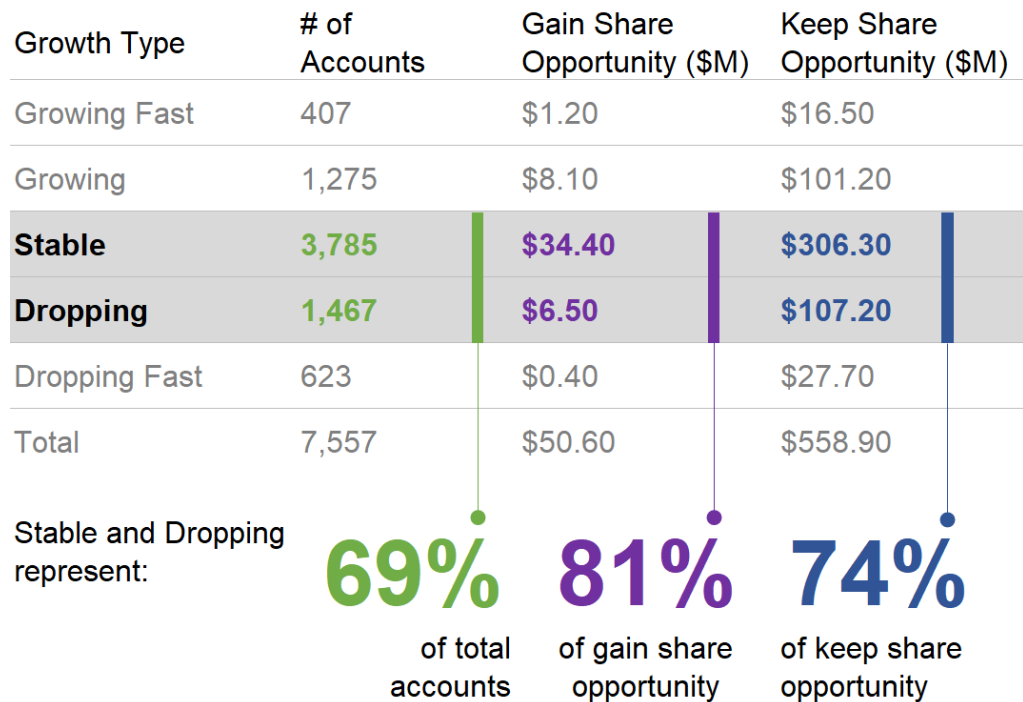 Growth Type
# of Accounts
Gain Share Opportunity ($M)
Keep Share Opportunity ($M)
Growing Fast 407 $1.20 $16.50
Growing 1,275 $8.10 $101.20
Stable 3,785 $34.40 $306.30
Dropping 1,467 $6.50 $107.20
Dropping Fast 623 $0.40 $27.70
Total 7,557 $50.60 $558.90
Stable and Dropping
represent:
69%
of total
accounts
81%
of gain share
opportunity
74%
of keep share
opportunity